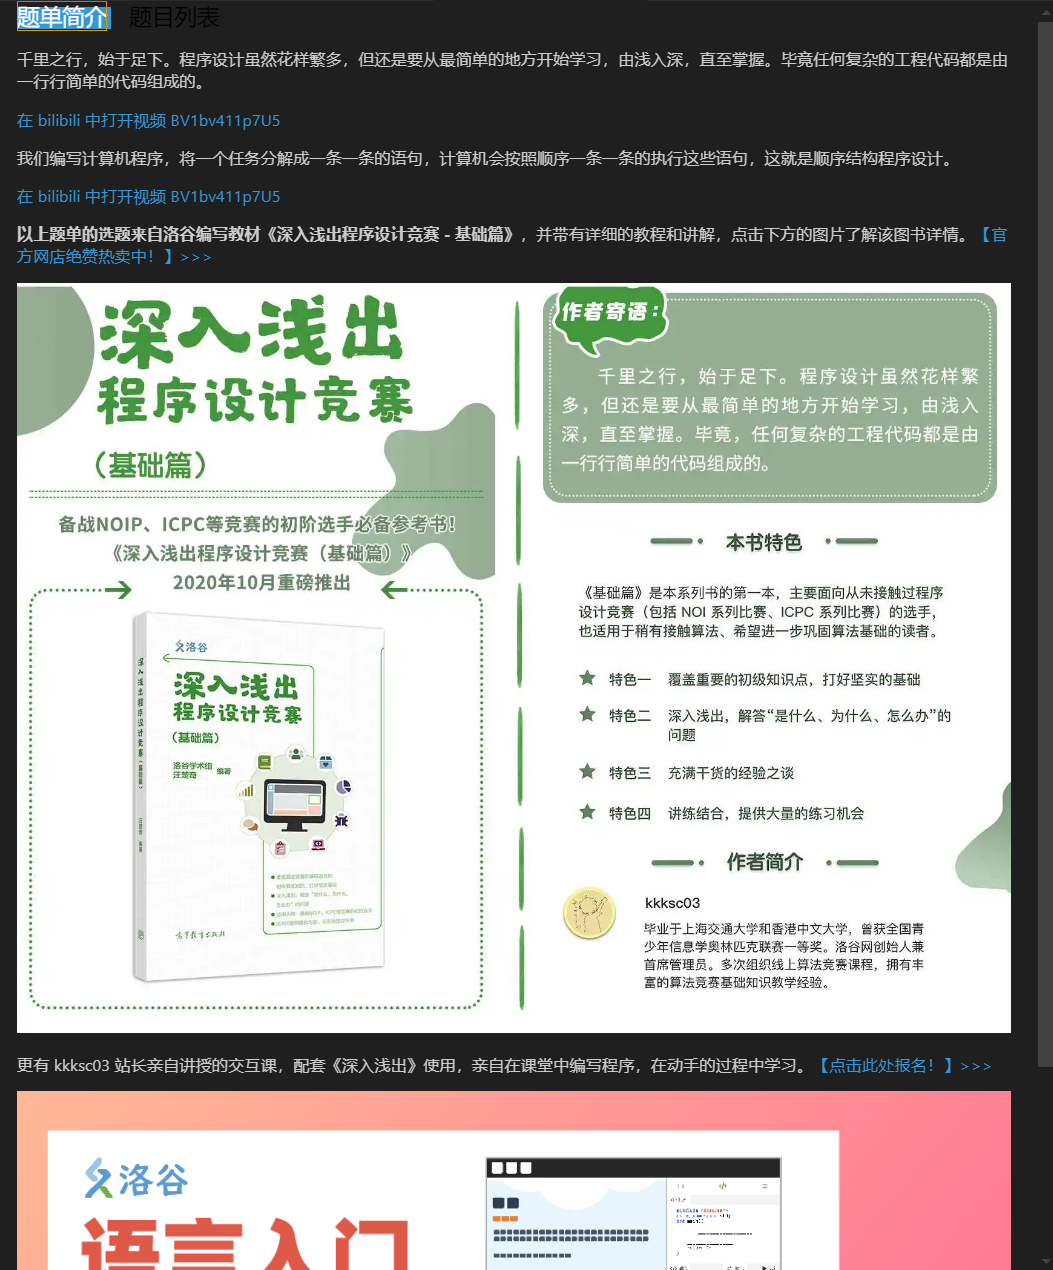 题单简介 题目列表
千里之行，始于足下。程序设计虽然花样繁多，但还是要从最简单的地方开始学习，由浅入深，直至掌握。毕竟任何复杂的工程代码都是由
一行行简单的代码组成的。
在 bilibili 中打开视频 BV1bv411p7U5
我们编写计算机程序，将一个任务分解成一条一条的语句，计算机会按照顺序一条一条的执行这些语句，这就是顺序结构程序设计。
在 bilibili 中打开视频 BV1bv411p7U5
以上题单的选题来自洛谷编写教材《深入浅出程序设计竞赛 - 基础篇》，并带有详细的教程和讲解，点击下方的图片了解该图书详情。【官
方网店绝赞热卖中！】>>>
深入浅出
程序设计竞赛
（基础篇）
备战NOIP、ICPC等竞赛的初阶选手必备参考书！
《深入浅出程序设计竞赛（基础篇）》
2020年10月重磅推出
洛谷
深入浅出
程序设计竞赛
（基础篇）
洛谷学术组
汪楚奇
编著
深入浅出程序设计竞赛（基础篇）
高等教育出版社
作者寄语：
千里之行，始于足下。程序设计虽然花样繁
多，但还是要从最简单的地方开始学习，由浅入
深，直至掌握。毕竟，任何复杂的工程代码都是由
一行行简单的代码组成的。
本书特色
《基础篇》是本系列书的第一本，主要面向从未接触过程序
设计竞赛（包括 NOI 系列比赛、ICPC 系列比赛）的选手，
也适用于稍有接触算法、希望进一步巩固算法基础的读者。
特色一 覆盖重要的初级知识点，打好坚实的基础
特色二 深入浅出，解答“是什么、为什么、怎么办”的
问题
特色三 充满干货的经验之谈
特色四 讲练结合，提供大量的练习机会
作者简介
kkksc03
毕业于上海交通大学和香港中文大学，曾获全国青
少年信息学奥林匹克联赛一等奖。洛谷网创始人兼
首席管理员。多次组织线上算法竞赛课程，拥有丰
富的算法竞赛基础知识教学经验。
更有 kkksc03 站长亲自讲授的交互课，配套《深入浅出》使用，亲自在课堂中编写程序，在动手的过程中学习。【点击此处报名！】>>>
洛谷
语言入门